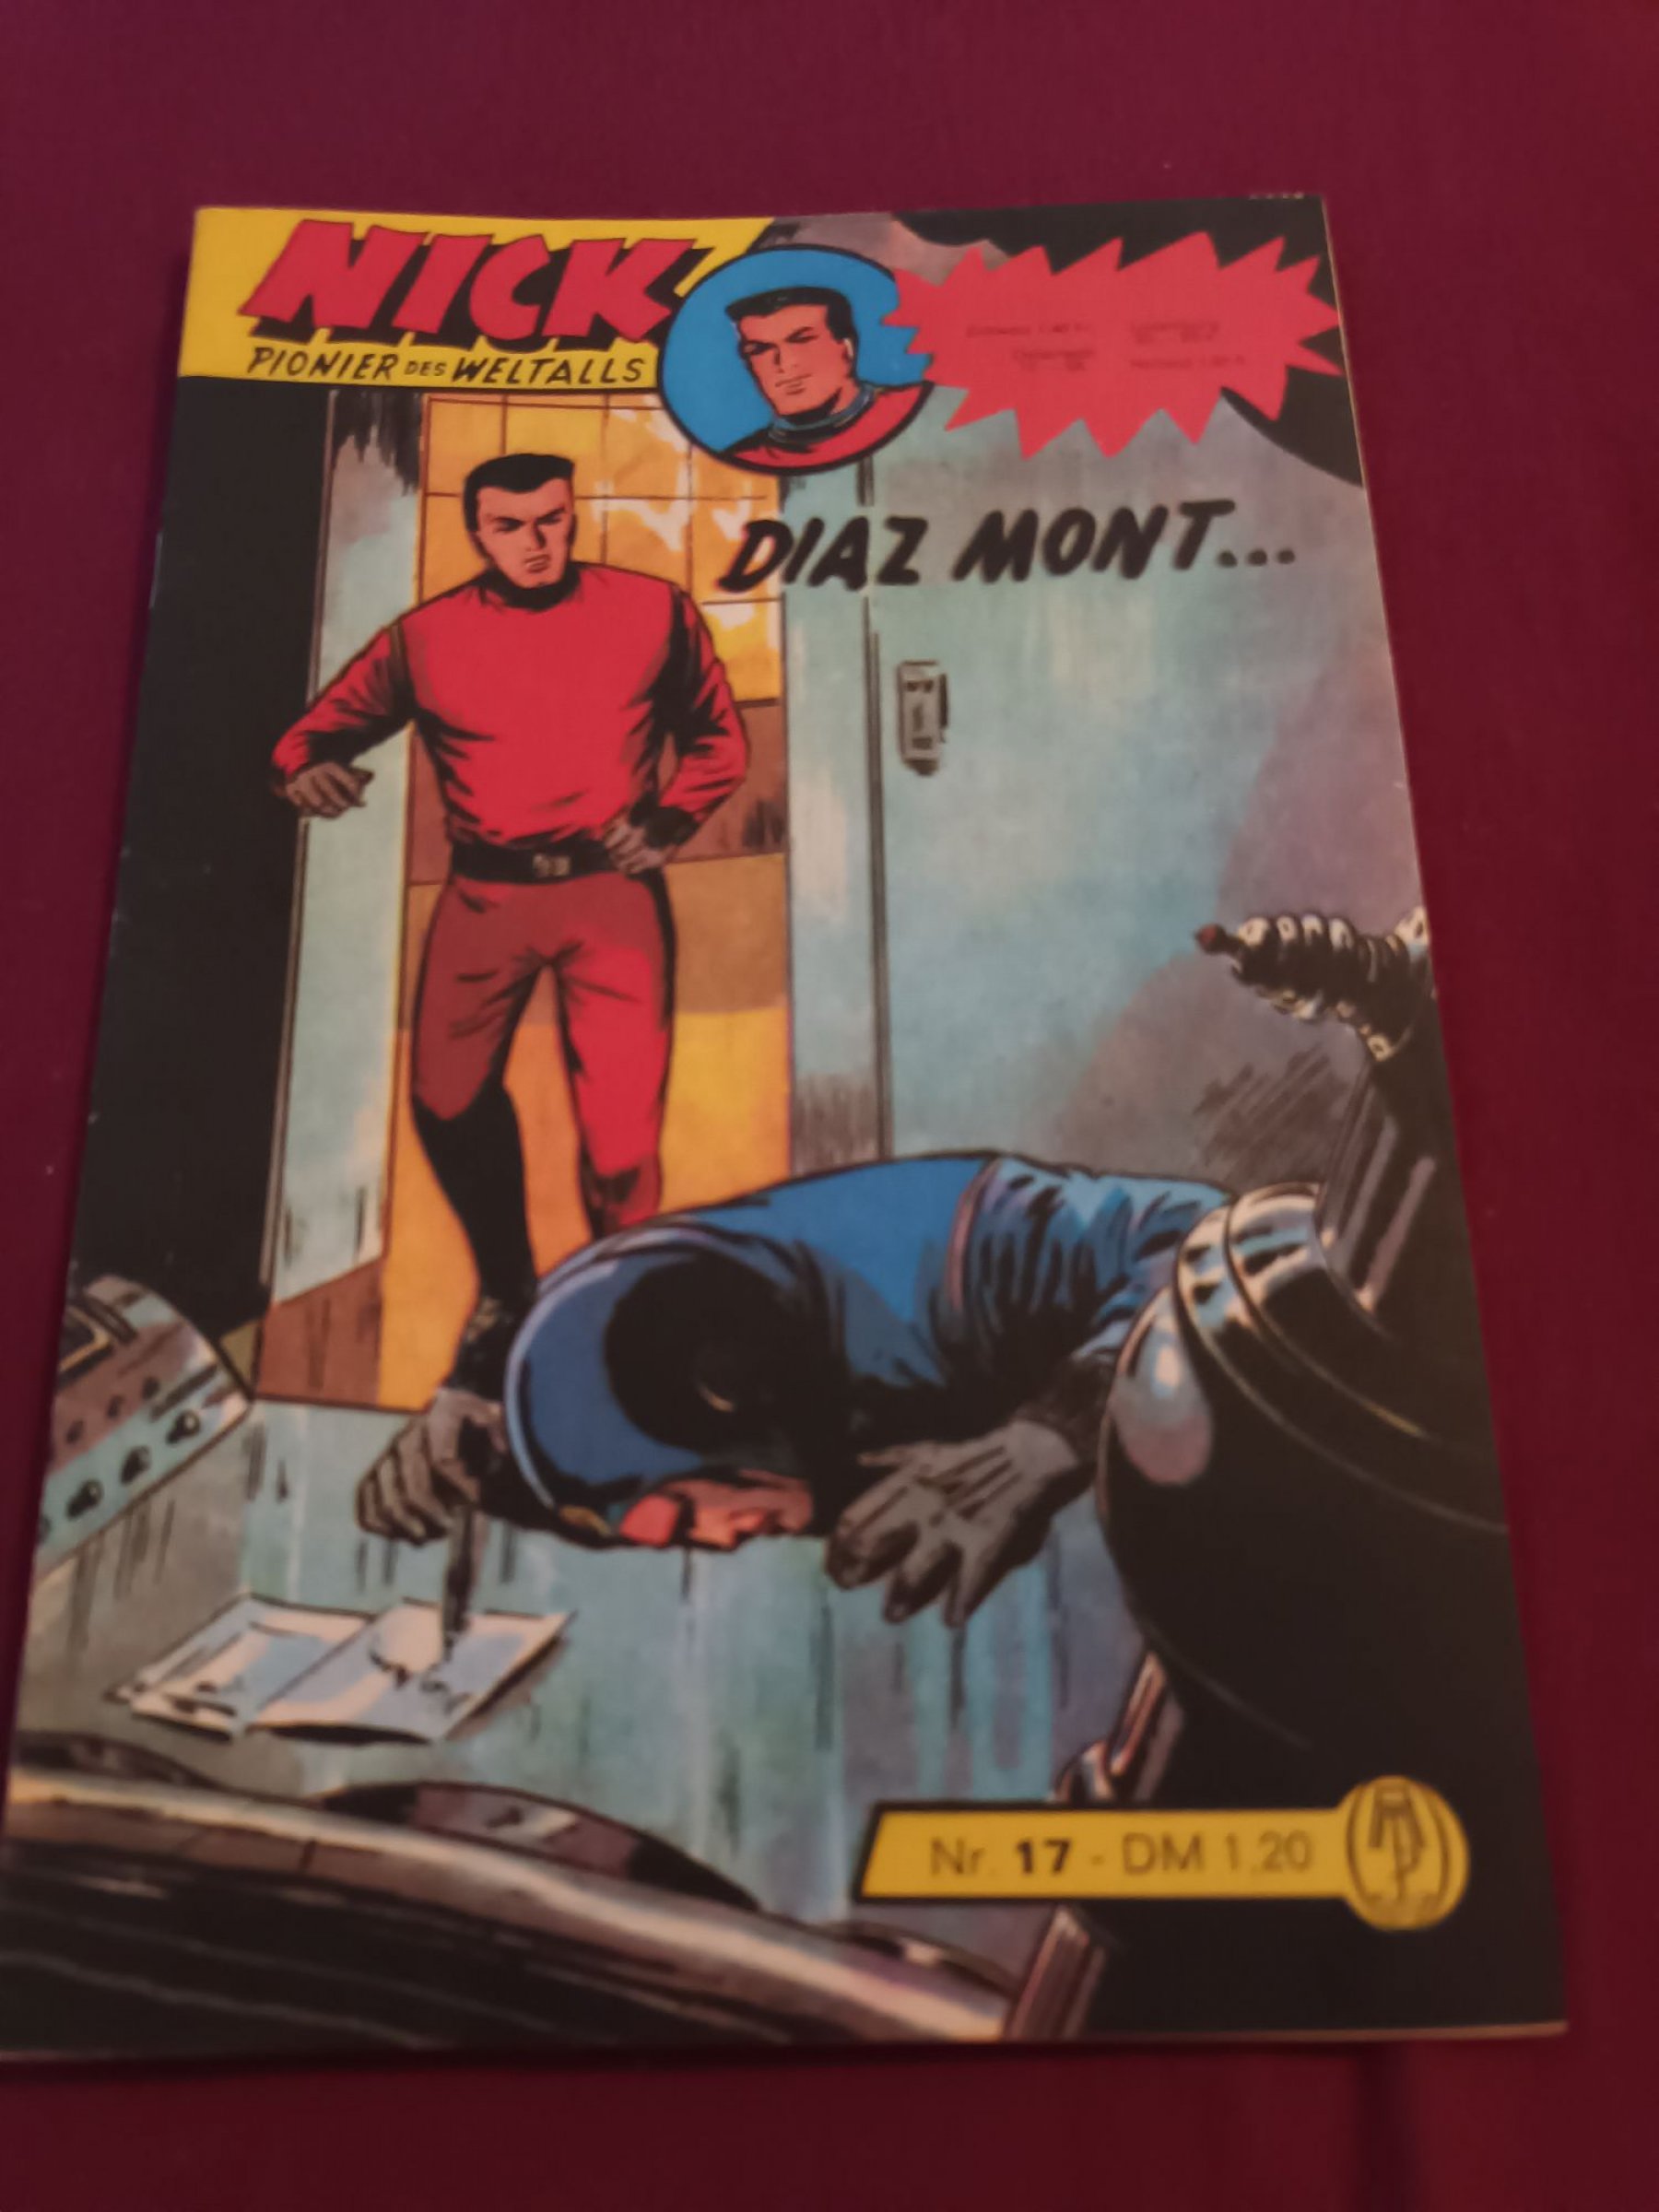 NICK
PIONIER DES WELTALLS
DIAZ MONT...
Nr. 17 - DM 1,20